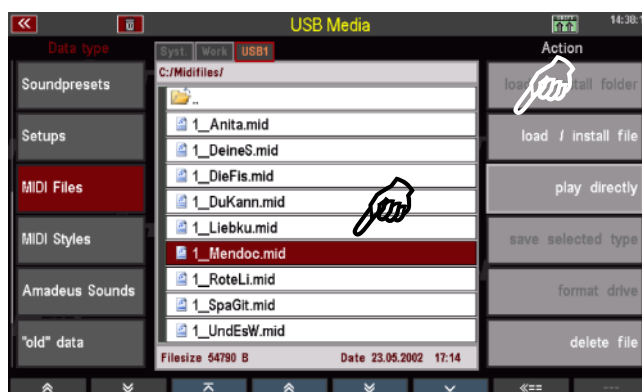 USB Media
14:38:1
Data type
Syst. Work USB1
Action
C:/Midifiles/
Soundpresets
Setups
MIDI Files
MIDI Styles
Amadeus Sounds
"old" data
..
1__Anita.mid
1__DeineS.mid
1__DieFis.mid
1__DuKann.mid
1__Liebku.mid
1__Mendoc.mid
1__RoteLi.mid
1__SpaGit.mid
1__UndEsW.mid
Filesize 54790 B Date 23.05.2002 17:14
load folder
load / install file
play directly
save selected type
format drive
delete file